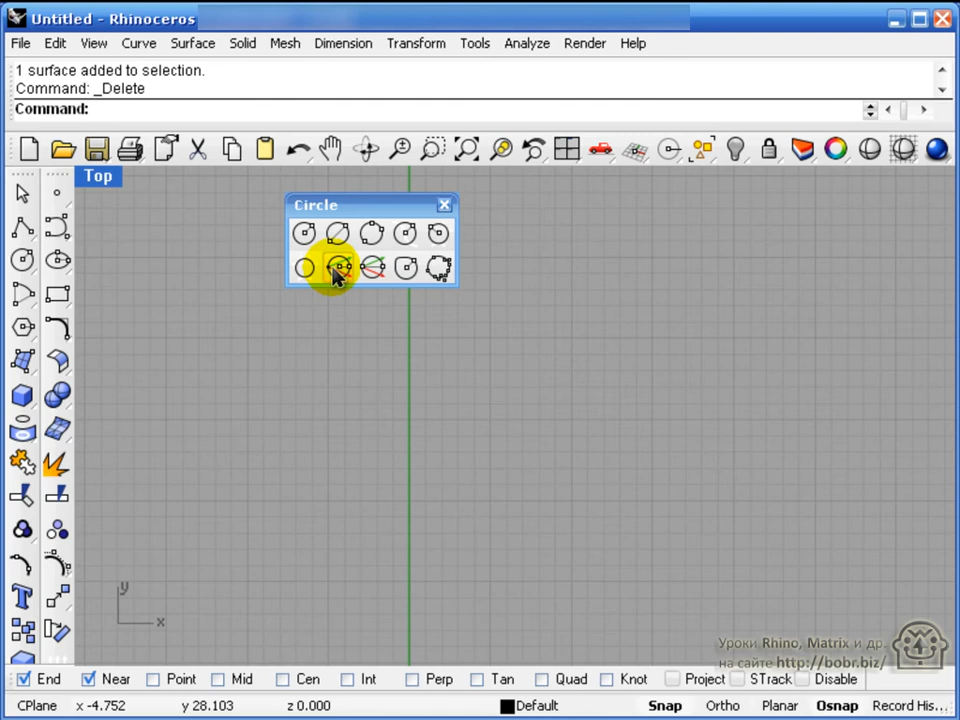 Untitled - Rhinoceros
File Edit View Curve Surface Solid Mesh Dimension Transform Tools Analyze Render Help
1 surface added to selection.
Command: _Delete
Command:
Top
Circle
y
x
Уроки Rhino, Matrix и др.
на сайте http://bobr.biz/
End Near Point Mid Cen Int Perp Tan Quad Knot Project STrack Disable
CPlane x -4.752 y 28.103 z 0.000 Default Snap Ortho Planar Osnap Record His...